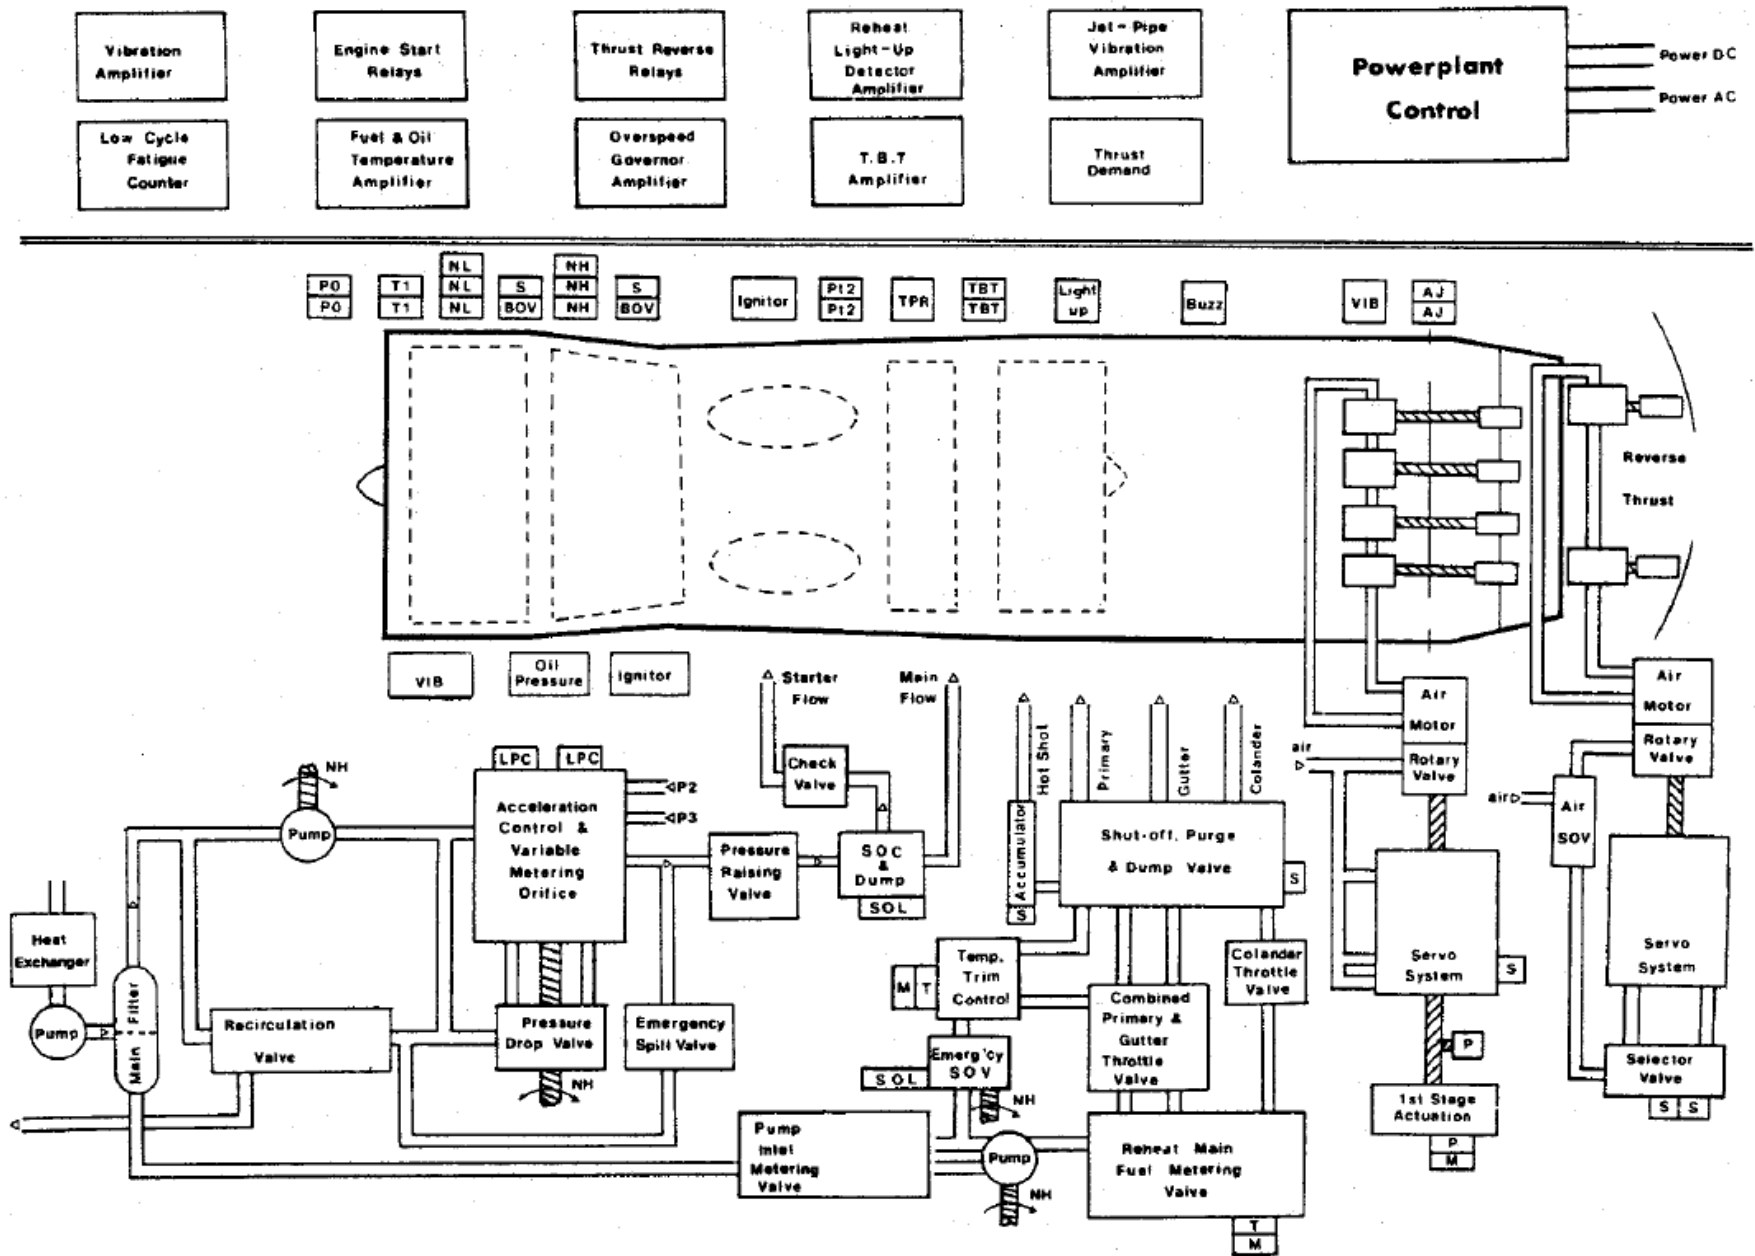 Vibration
Amplifier
Engine Start
Relays
Thrust Reverse
Relays
Reheat
Light-Up
Detector
Amplifier
Jet-Pipe
Vibration
Amplifier
Powerplant
Control
Power DC
Power AC
Low Cycle
Fatigue
Counter
Fuel & Oil
Temperature
Amplifier
Overspeed
Governor
Amplifier
T.B.T
Amplifier
Thrust
Demand
P0
P0
T1
T1
NL
NL
NL
S
BOV
NH
NH
NH
S
BOV
Ignitor
Pt2
Pt2
TPR
TBT
TBT
Light
up
Buzz
VIB
AJ
AJ
Reverse
Thrust
VIB
Oil
Pressure
Ignitor
Starter
Flow
Main
Flow
Hot Shot
Primary
Gutter
Colander
Air
Motor
Rotary
Valve
air
Air
Motor
Rotary
Valve
air
Air
SOV
NH
Pump
LPC
LPC
Acceleration
Control &
Variable
Metering
Orifice
P2
P3
Check
Valve
Pressure
Raising
Valve
SOC
&
Dump
SOL
Accumulator
S
Shut-off, Purge
& Dump Valve
S
Heat
Exchanger
Pump
Main Filter
Recirculation
Valve
Pressure
Drop Valve
NH
Emergency
Spill Valve
M T
Temp.
Trim
Control
Emerg'cy
SOV
SOL
NH
Combined
Primary &
Gutter
Throttle
Valve
Colander
Throttle
Valve
Servo
System
S
P
1st Stage
Actuation
P
M
Servo
System
Selector
Valve
S S
Pump
Inlet
Metering
Valve
Pump
NH
Reheat Main
Fuel Metering
Valve
T
M